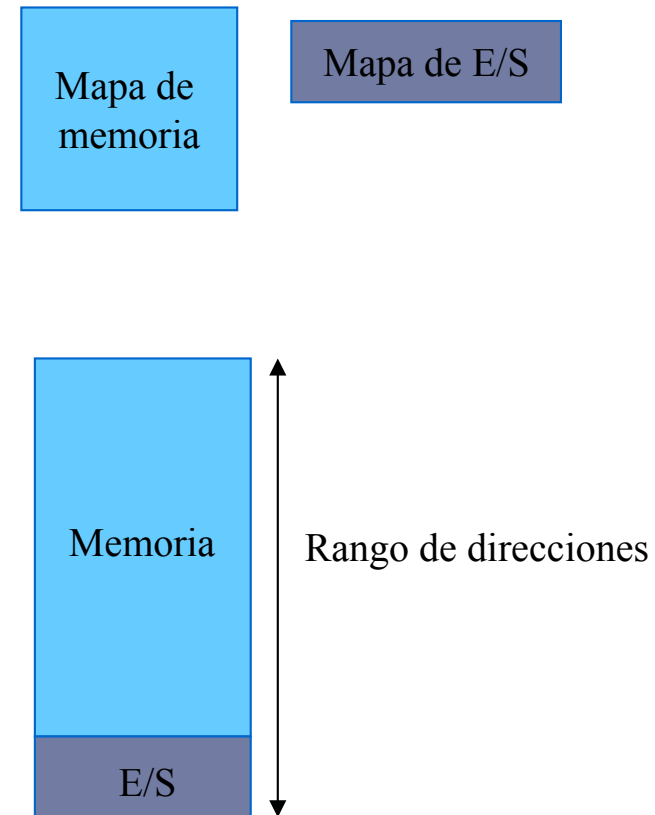 Mapa de
memoria
Mapa de E/S
Memoria
Rango de direcciones
E/S